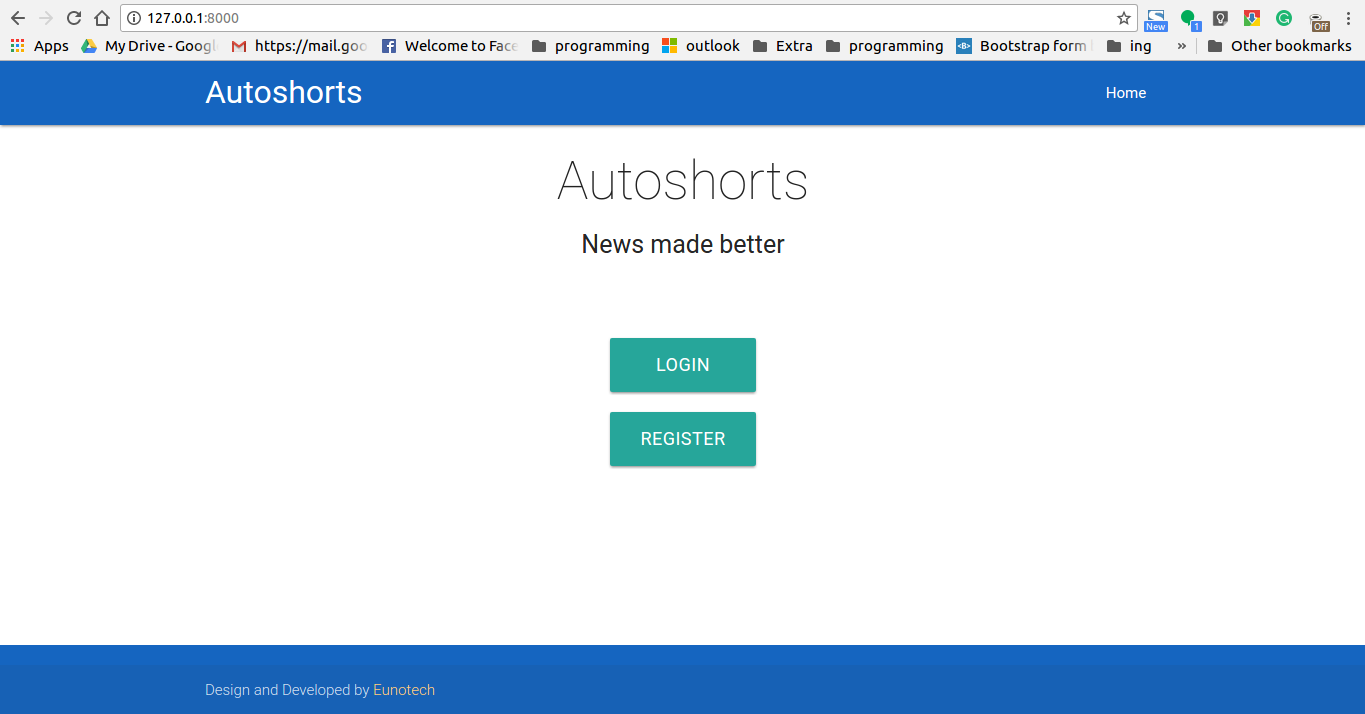 127.0.0.1:8000
New
1
Off
Apps My Drive - Googl https://mail.goo Welcome to Face programming outlook Extra programming <B> Bootstrap form ing » Other bookmarks
Autoshorts Home
Autoshorts
News made better
LOGIN
REGISTER
Design and Developed by Eunotech